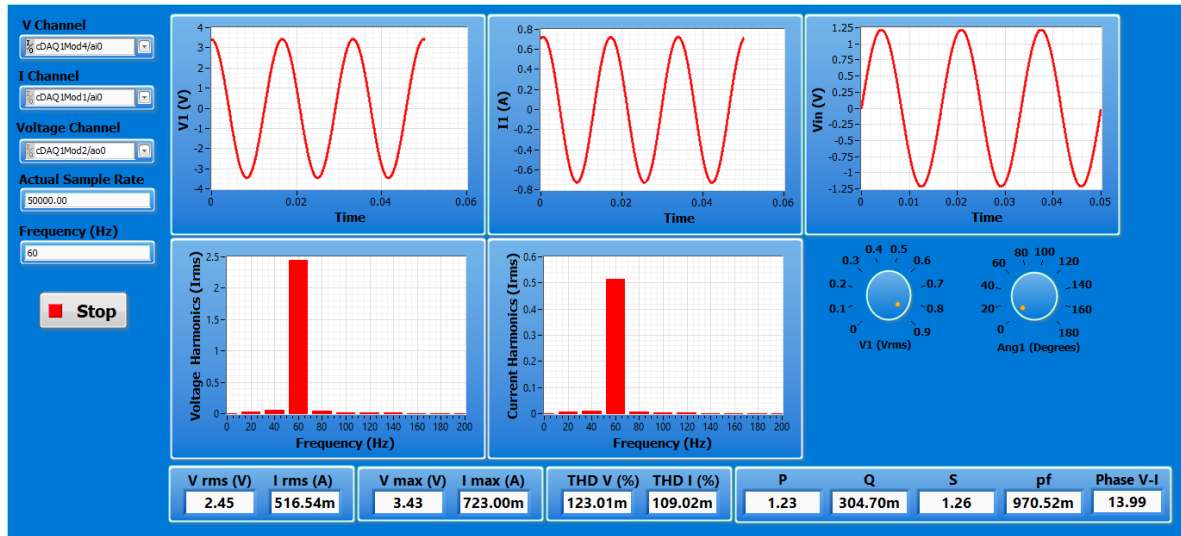 V Channel
cDAQ1Mod4/ai0
I Channel
cDAQ1Mod1/ai0
Voltage Channel
cDAQ1Mod2/ao0
Actual Sample Rate
50000.00
Frequency (Hz)
60
Stop
V1 (V)
4
3
2
1
0
-1
-2
-3
-4
0 0.02 0.04 0.06
Time
I1 (A)
0.8
0.6
0.4
0.2
0
-0.2
-0.4
-0.6
-0.8
0 0.02 0.04 0.06
Time
Vin (V)
1.25
1
0.75
0.5
0.25
0
-0.25
-0.5
-0.75
-1
-1.25
0 0.01 0.02 0.03 0.04 0.05
Time
Voltage Harmonics (Irms)
2.5
2
1.5
1
0.5
0
0 20 40 60 80 100 120 140 160 180 200
Frequency (Hz)
Current Harmonics (Irms)
0.6
0.5
0.4
0.3
0.2
0.1
0
0 20 40 60 80 100 120 140 160 180 200
Frequency (Hz)
0 0.1 0.2 0.3 0.4 0.5 0.6 0.7 0.8 0.9
V1 (Vrms)
0 20 40 60 80 100 120 140 160 180
Ang1 (Degrees)
V rms (V) I rms (A) V max (V) I max (A) THD V (%) THD I (%) P Q S pf Phase V-I
2.45 516.54m 3.43 723.00m 123.01m 109.02m 1.23 304.70m 1.26 970.52m 13.99